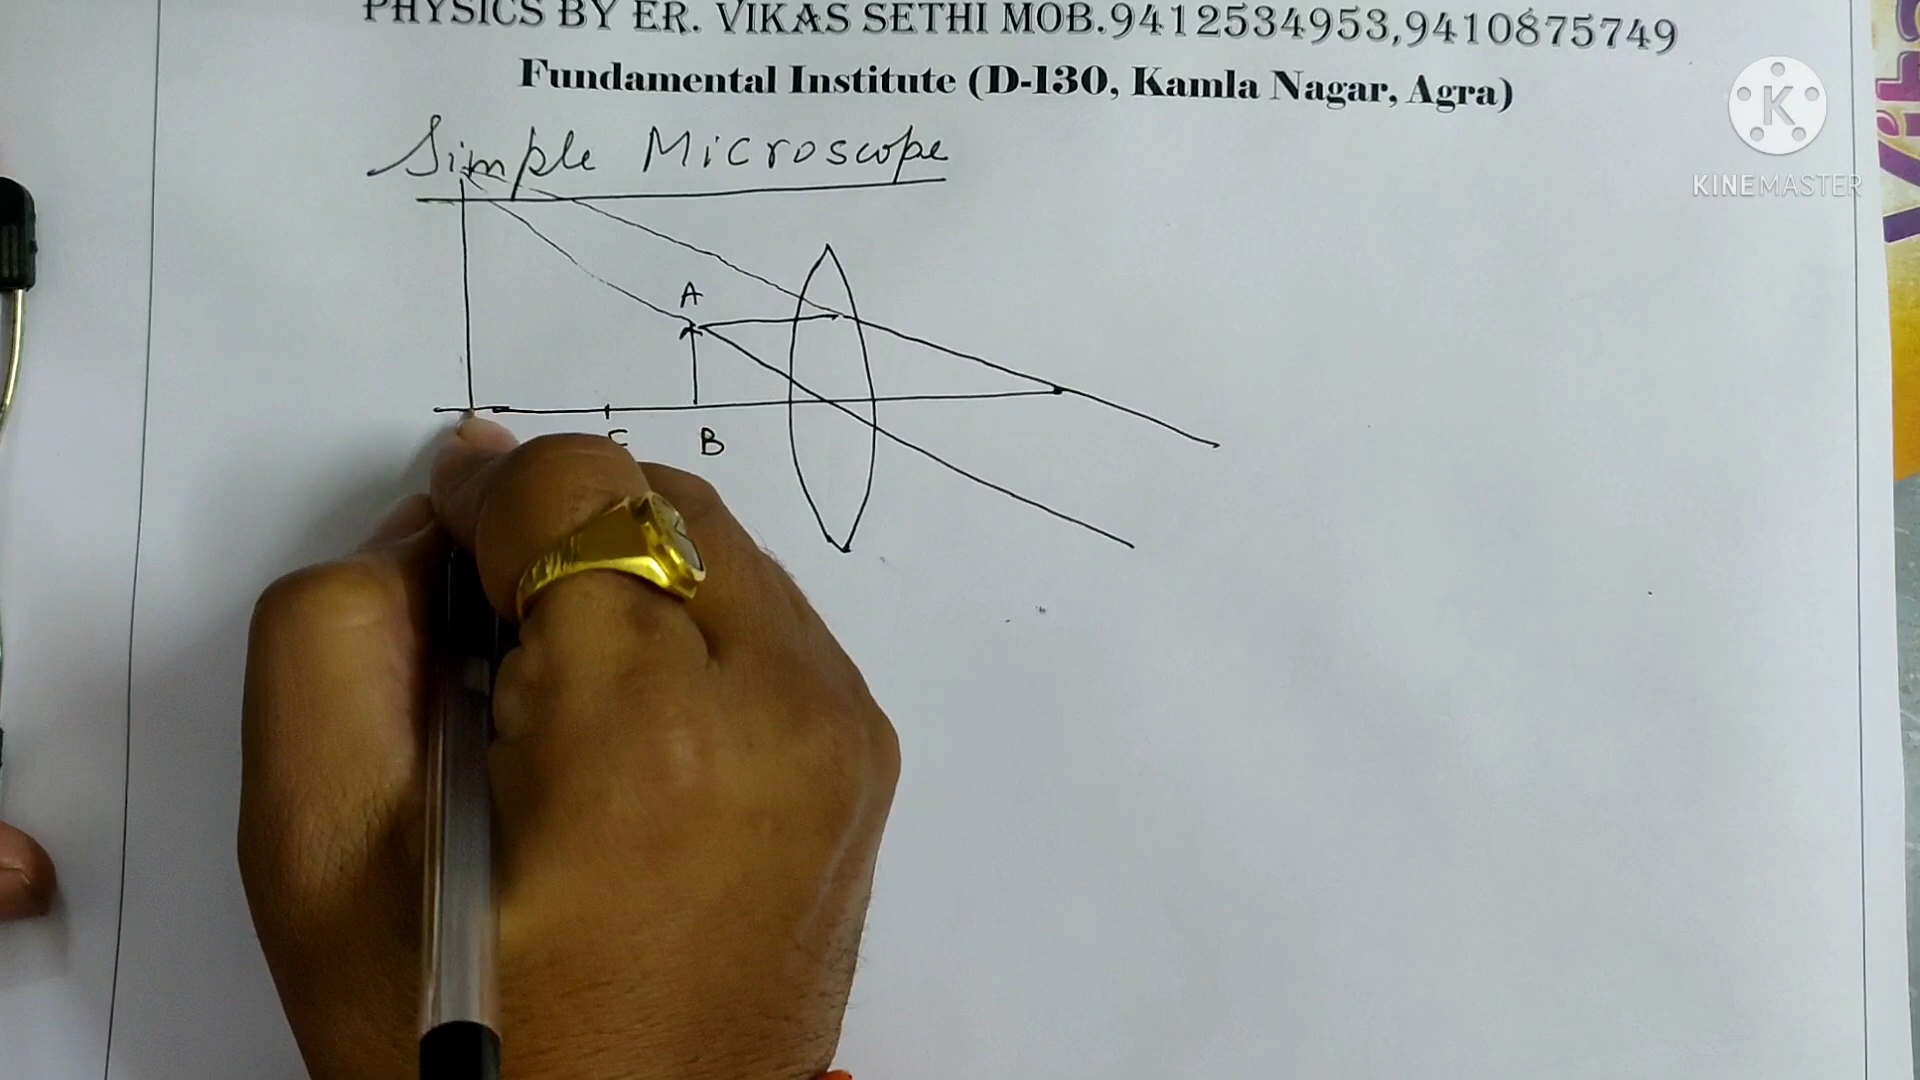 PHYSICS BY ER. VIKAS SETHI MOB.9412534953,9410875749
Fundamental Institute (D-130, Kamla Nagar, Agra)
K
KINEMASTER
Simple Microscope
A
B